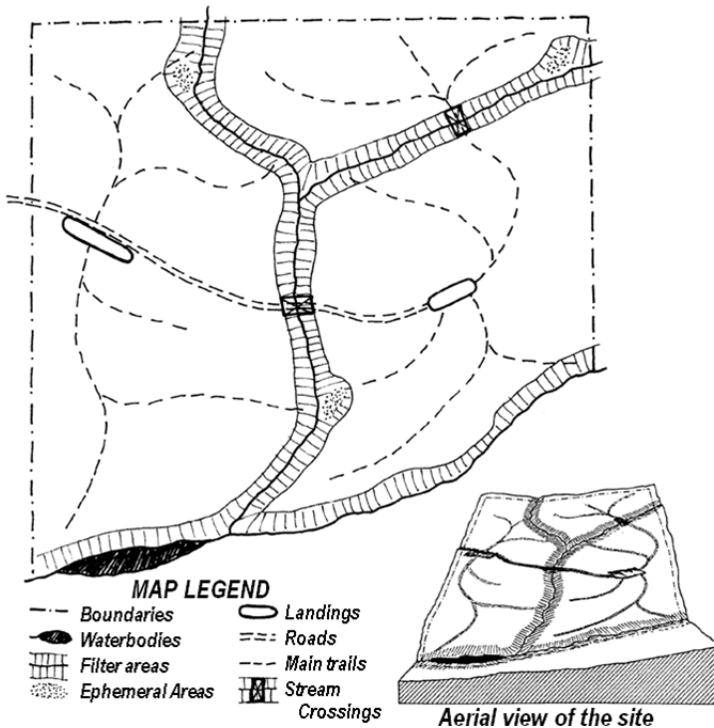 MAP LEGEND
Boundaries
Waterbodies
Filter areas
Ephemeral Areas
Landings
Roads
Main trails
Stream
Crossings
Aerial view of the site